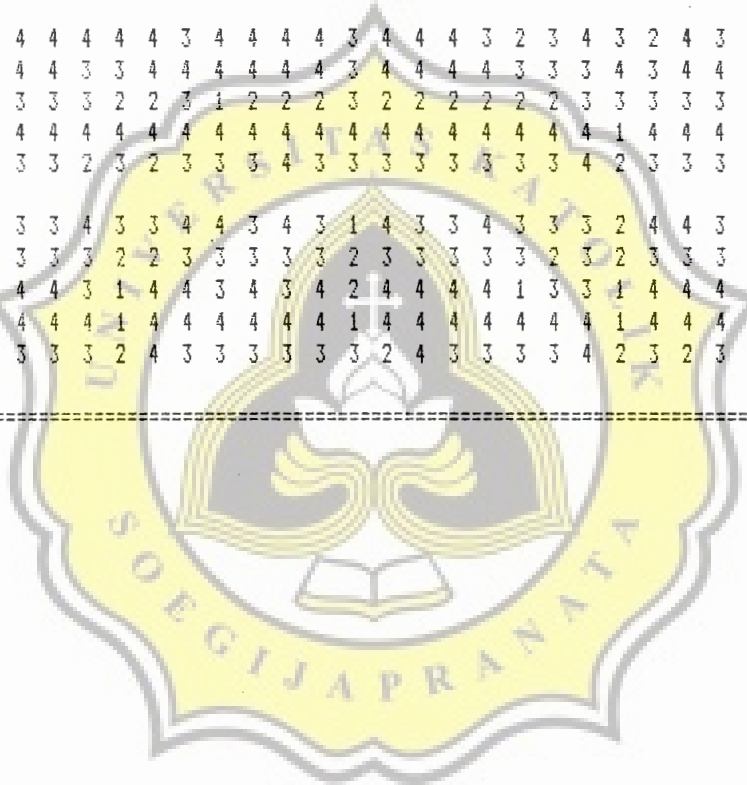 4 4 4 4 4 3 4 4 4 4 3 4 4 4 3 2 3 4 3 2 4 3
4 4 3 3 4 4 4 4 4 4 3 4 4 4 4 3 3 3 4 3 4 4
3 3 3 2 2 3 1 2 2 2 3 2 2 2 2 2 2 3 3 3 3 3
4 4 4 4 4 4 4 4 4 4 4 4 4 4 4 4 4 4 1 4 4 4
3 3 2 3 2 3 3 3 4 3 3 3 3 3 3 3 3 4 2 3 3 3
3 3 4 3 3 4 4 3 4 3 1 4 3 3 4 3 3 3 2 4 4 3
3 3 3 2 2 3 3 3 3 3 2 3 3 3 3 3 2 3 2 3 3 3
4 4 3 1 4 4 3 4 3 4 2 4 4 4 4 1 3 3 1 4 4 4
4 4 4 1 4 4 4 4 4 4 1 4 4 4 4 4 4 4 1 4 4 4
3 3 3 2 4 3 3 3 3 3 3 2 4 3 3 3 3 4 2 3 2 3
UNIVERSITAS KATOLIK
SOEGIJAPRANATA